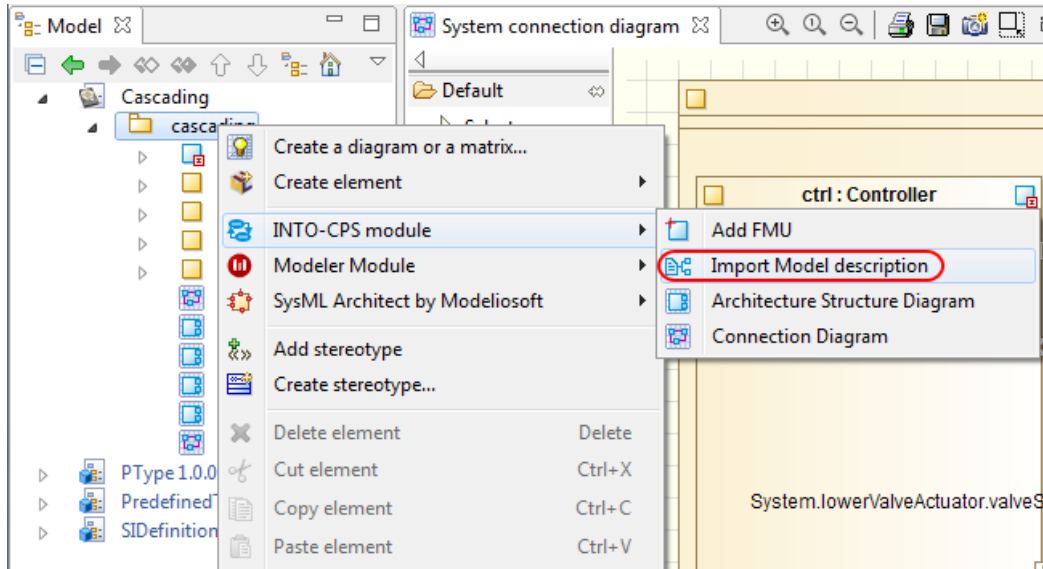 Model
System connection diagram
Default
Cascading
cascading
Create a diagram or a matrix...
Create element
ctrl : Controller
INTO-CPS module
Add FMU
Modeler Module
Import Model description
SysML Architect by Modeliosoft
Architecture Structure Diagram
Connection Diagram
Add stereotype
Create stereotype...
Delete element Delete
PType 1.0.0
Cut element Ctrl+X
Predefined
System.lowerValveActuator.valveS
Copy element Ctrl+C
SIDefinition
Paste element Ctrl+V